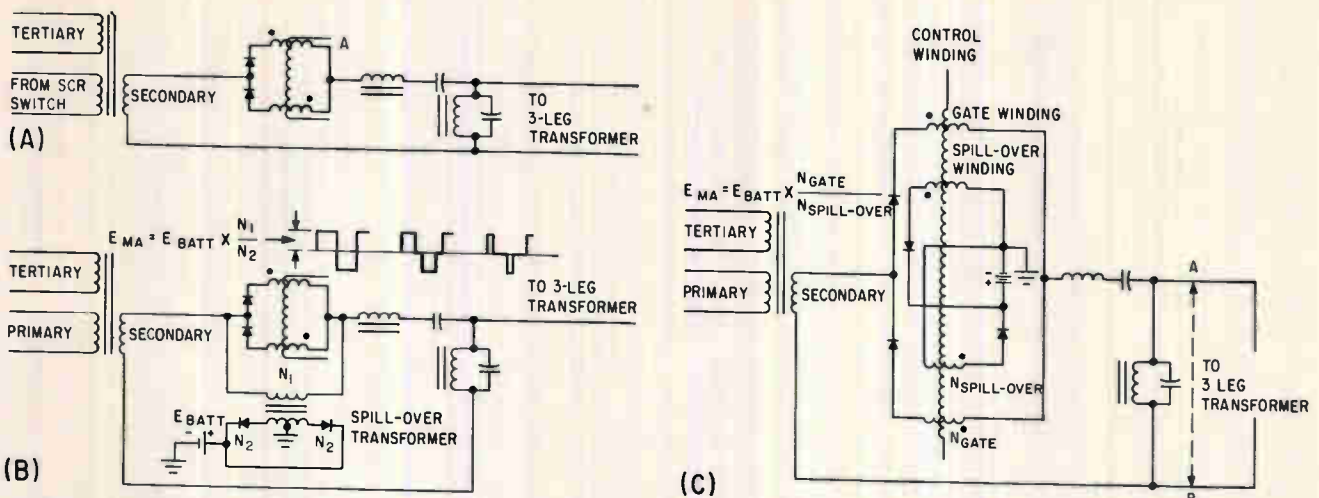 TERTIARY
FROM SCR
SWITCH
SECONDARY
A
TO
3-LEG
TRANSFORMER
(A)
E MA = E BATT X N1
N2
TERTIARY
PRIMARY
SECONDARY
N1
TO 3-LEG
TRANSFORMER
E BATT
- +
N2
N2
SPILL-OVER
TRANSFORMER
(B)
CONTROL
WINDING
GATE WINDING
SPILL-OVER
WINDING
E MA = E BATT X N GATE
N SPILL-OVER
TERTIARY
PRIMARY
SECONDARY
-
+
N SPILL-OVER
N GATE
A
TO
3 LEG
TRANSFORMER
(C)